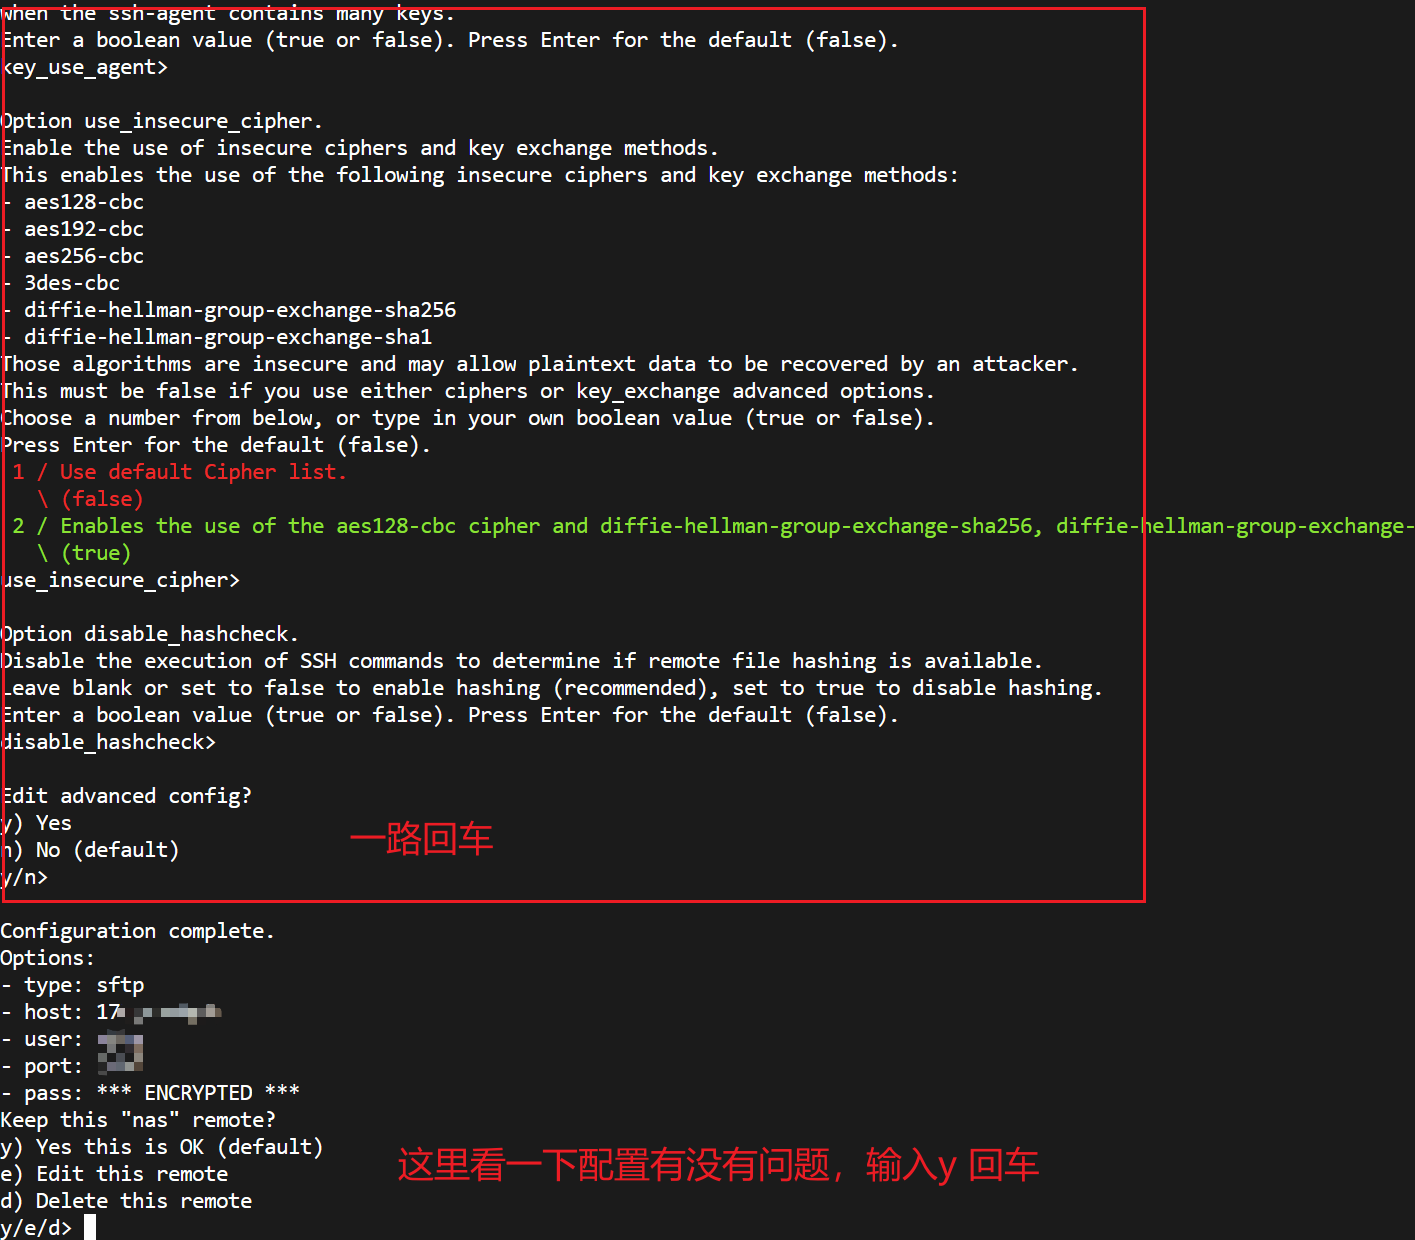 when the ssh-agent contains many keys.
Enter a boolean value (true or false). Press Enter for the default (false).
key_use_agent>
Option use_insecure_cipher.
Enable the use of insecure ciphers and key exchange methods.
This enables the use of the following insecure ciphers and key exchange methods:
- aes128-cbc
- aes192-cbc
- aes256-cbc
- 3des-cbc
- diffie-hellman-group-exchange-sha256
- diffie-hellman-group-exchange-sha1
Those algorithms are insecure and may allow plaintext data to be recovered by an attacker.
This must be false if you use either ciphers or key_exchange advanced options.
Choose a number from below, or type in your own boolean value (true or false).
Press Enter for the default (false).
1 / Use default Cipher list.
\ (false)
2 / Enables the use of the aes128-cbc cipher and diffie-hellman-group-exchange-sha256, diffie-hellman-group-exchange-
\ (true)
use_insecure_cipher>
Option disable_hashcheck.
Disable the execution of SSH commands to determine if remote file hashing is available.
Leave blank or set to false to enable hashing (recommended), set to true to disable hashing.
Enter a boolean value (true or false). Press Enter for the default (false).
disable_hashcheck>
Edit advanced config?
y) Yes
一路回车
n) No (default)
y/n>
Configuration complete.
Options:
- type: sftp
- host: 17
- user:
- port:
- pass: *** ENCRYPTED ***
Keep this "nas" remote?
y) Yes this is OK (default)
这里看一下配置有没有问题，输入y 回车
e) Edit this remote
d) Delete this remote
y/e/d>